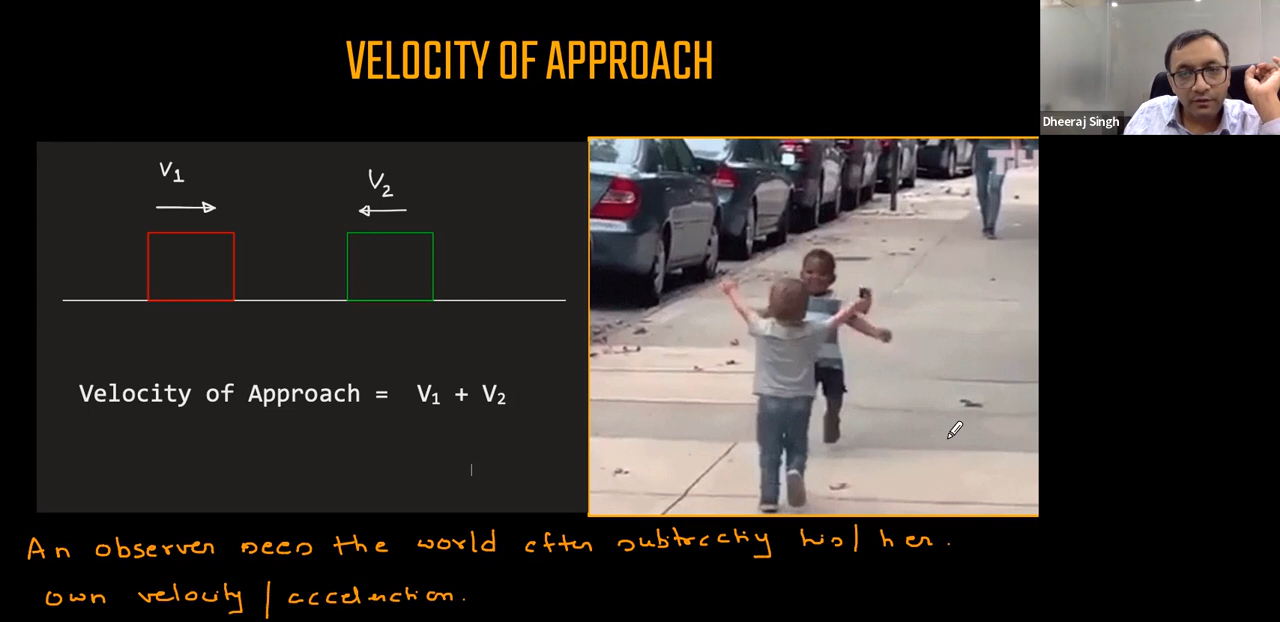 VELOCITY OF APPROACH
Dheeraj Singh
V₁
V₂
Velocity of Approach = V₁ + V₂
An observer sees the world after subtracting his/her.
own velocity / acceleration.